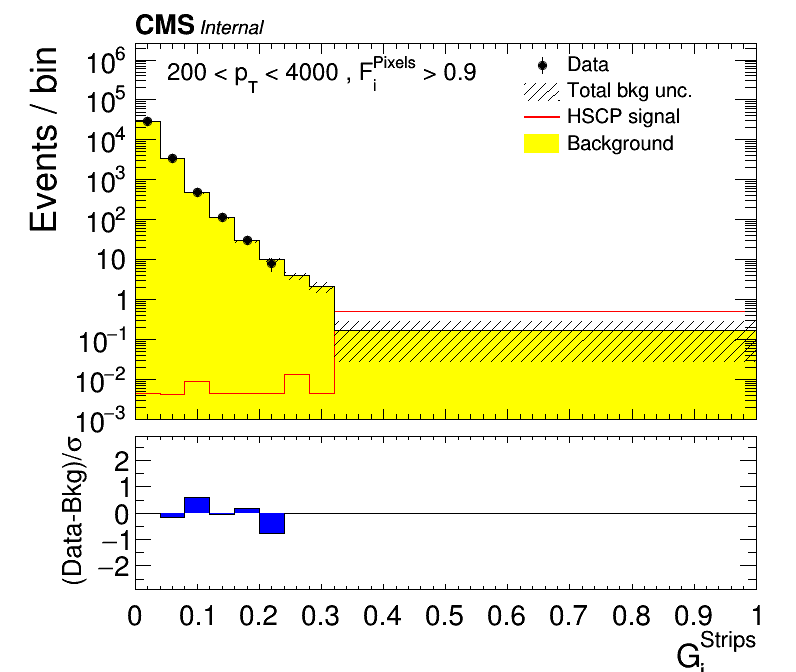 CMS Internal
200 < p_T < 4000 , F_i^Pixels > 0.9
Data
Total bkg unc.
HSCP signal
Background
Events / bin
10^6
10^5
10^4
10^3
10^2
10
1
10^−1
10^−2
10^−3
(Data-Bkg)/σ
2
1
0
−1
−2
0 0.1 0.2 0.3 0.4 0.5 0.6 0.7 0.8 0.9 1
G_i^Strips